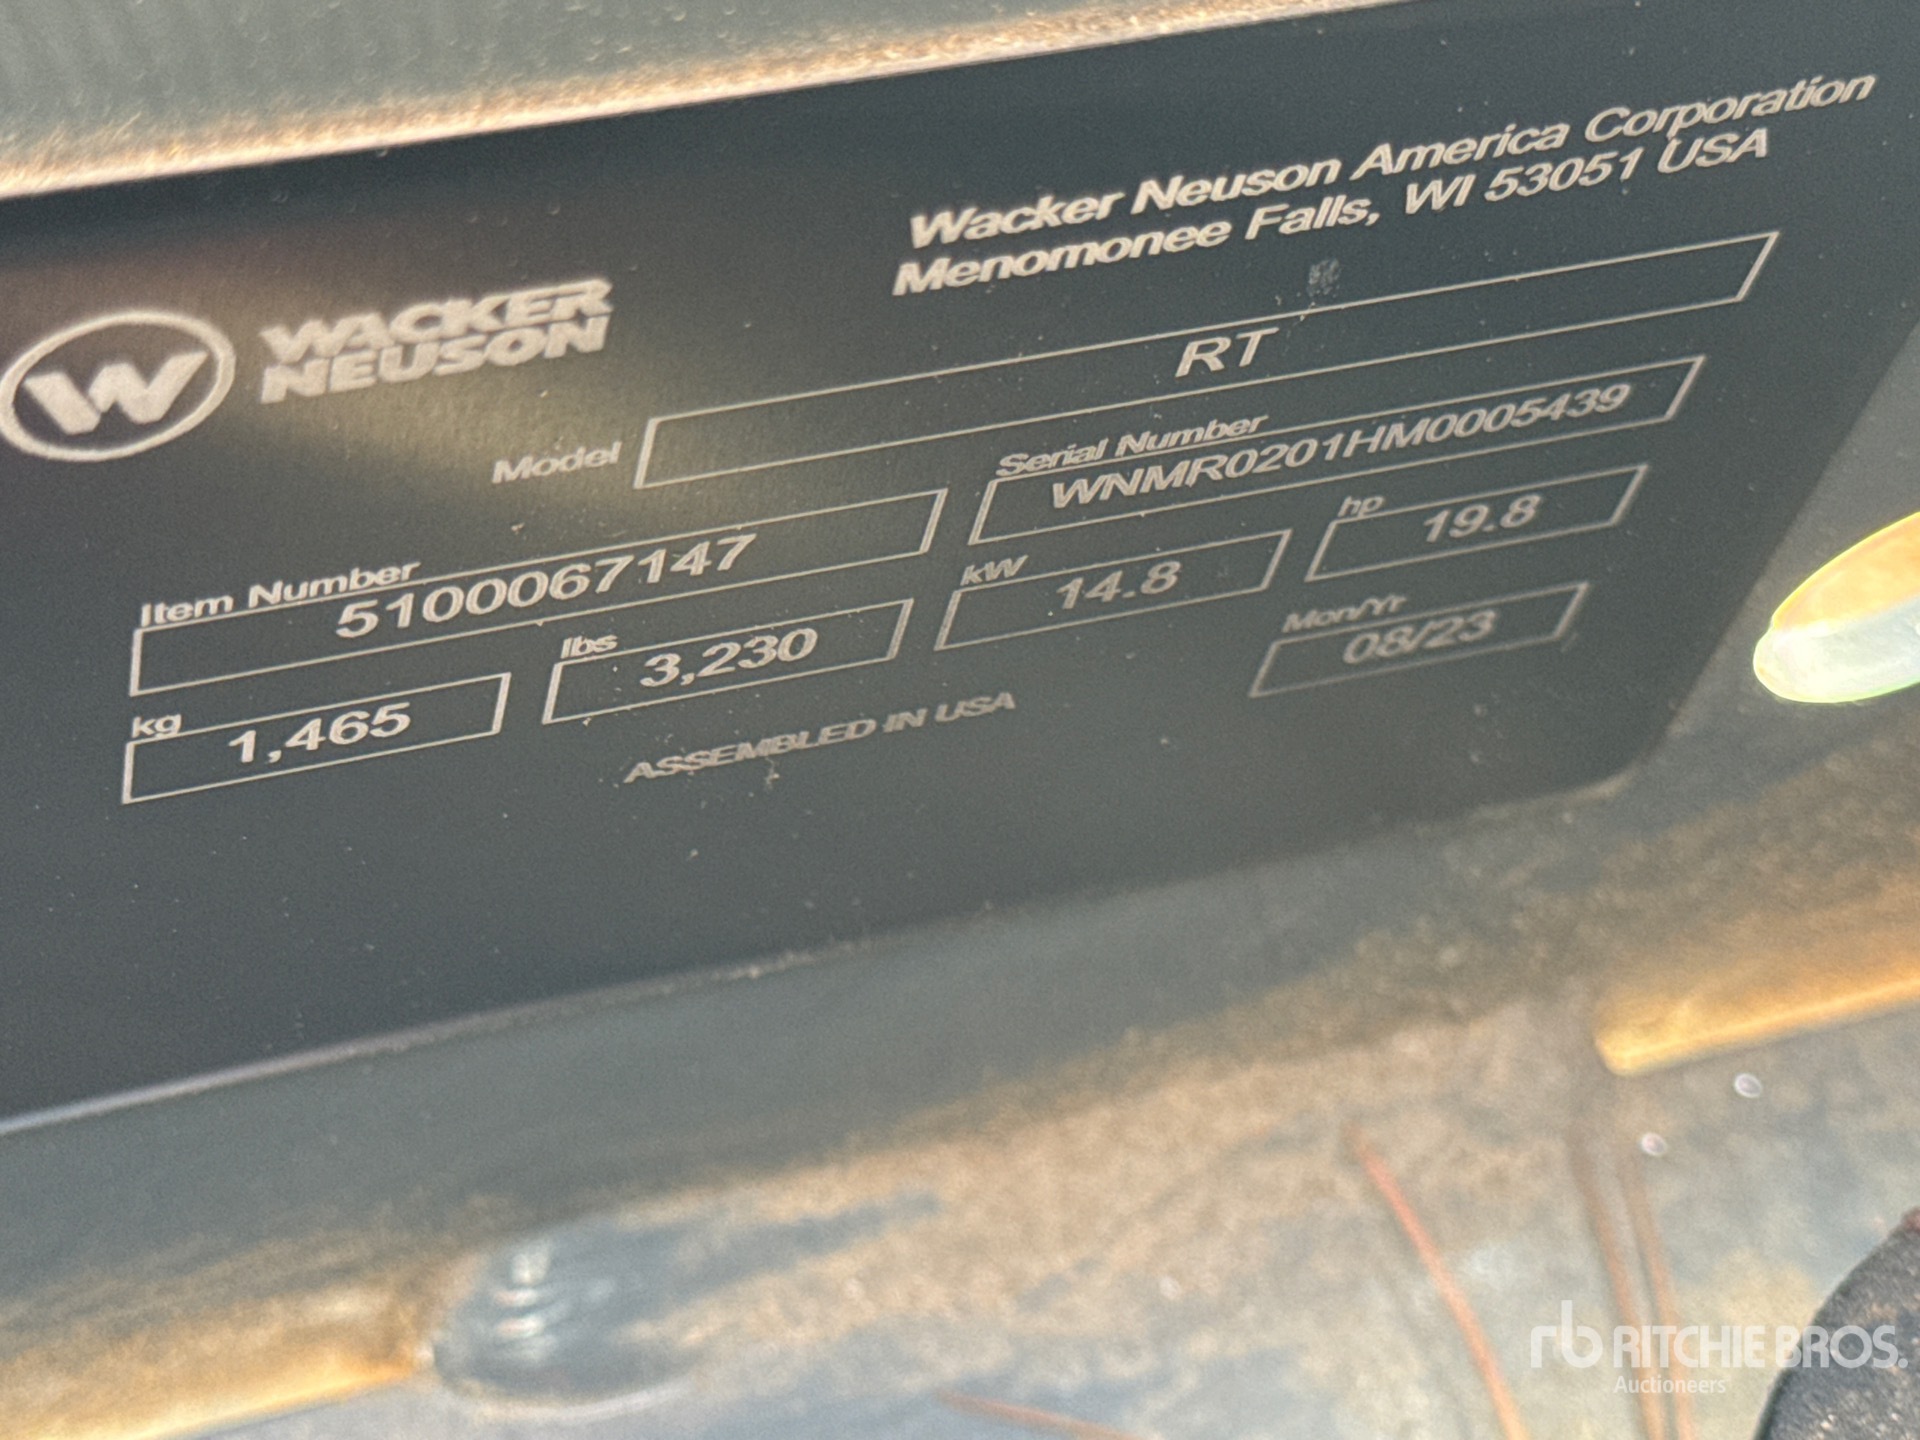 Wacker Neuson America Corporation
Menomonee Falls, WI 53051 USA
W WACKER
NEUSON
Model RT
Item Number
5100067147
Serial Number
WNMR0201HM0005439
kg
1,465
lbs
3,230
kW
14.8
hp
19.8
Mon/Yr
08/23
ASSEMBLED IN USA
rb RITCHIE BROS.
Auctioneers